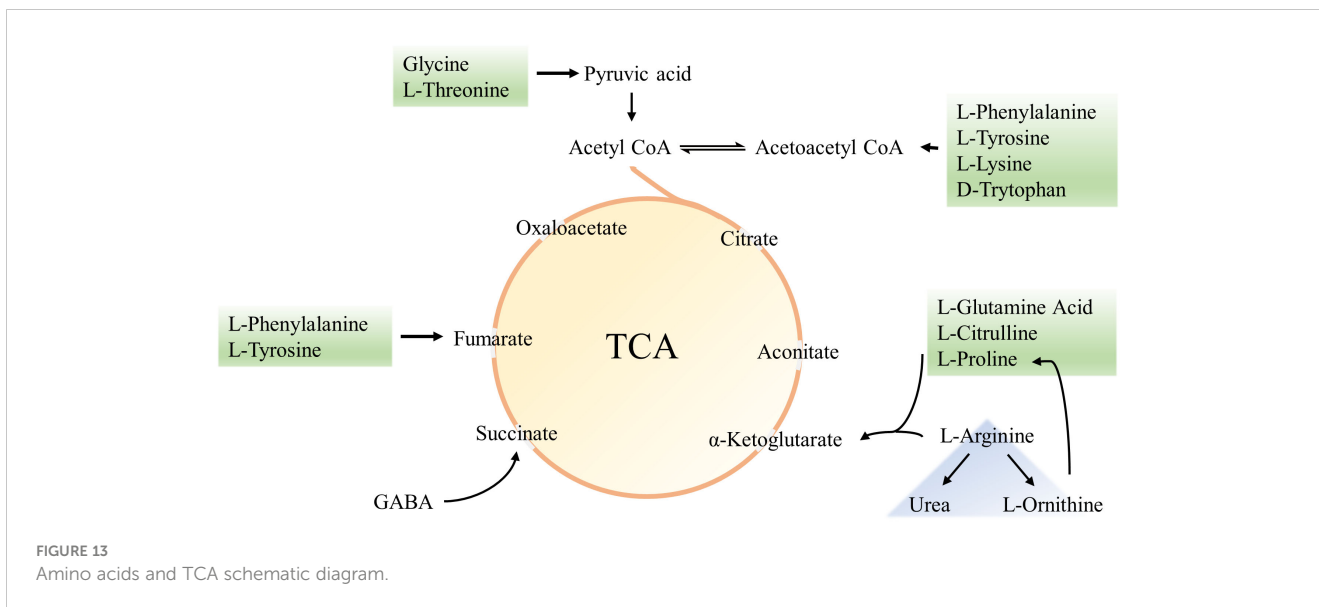 Glycine
L-Threonine
Pyruvic acid
Acetyl CoA
Acetoacetyl CoA
L-Phenylalanine
L-Tyrosine
L-Lysine
D-Trytophan
Oxaloacetate
Citrate
L-Phenylalanine
L-Tyrosine
Fumarate
TCA
Aconitate
L-Glutamine Acid
L-Citrulline
L-Proline
Succinate
α-Ketoglutarate
L-Arginine
GABA
Urea
L-Ornithine
FIGURE 13
Amino acids and TCA schematic diagram.